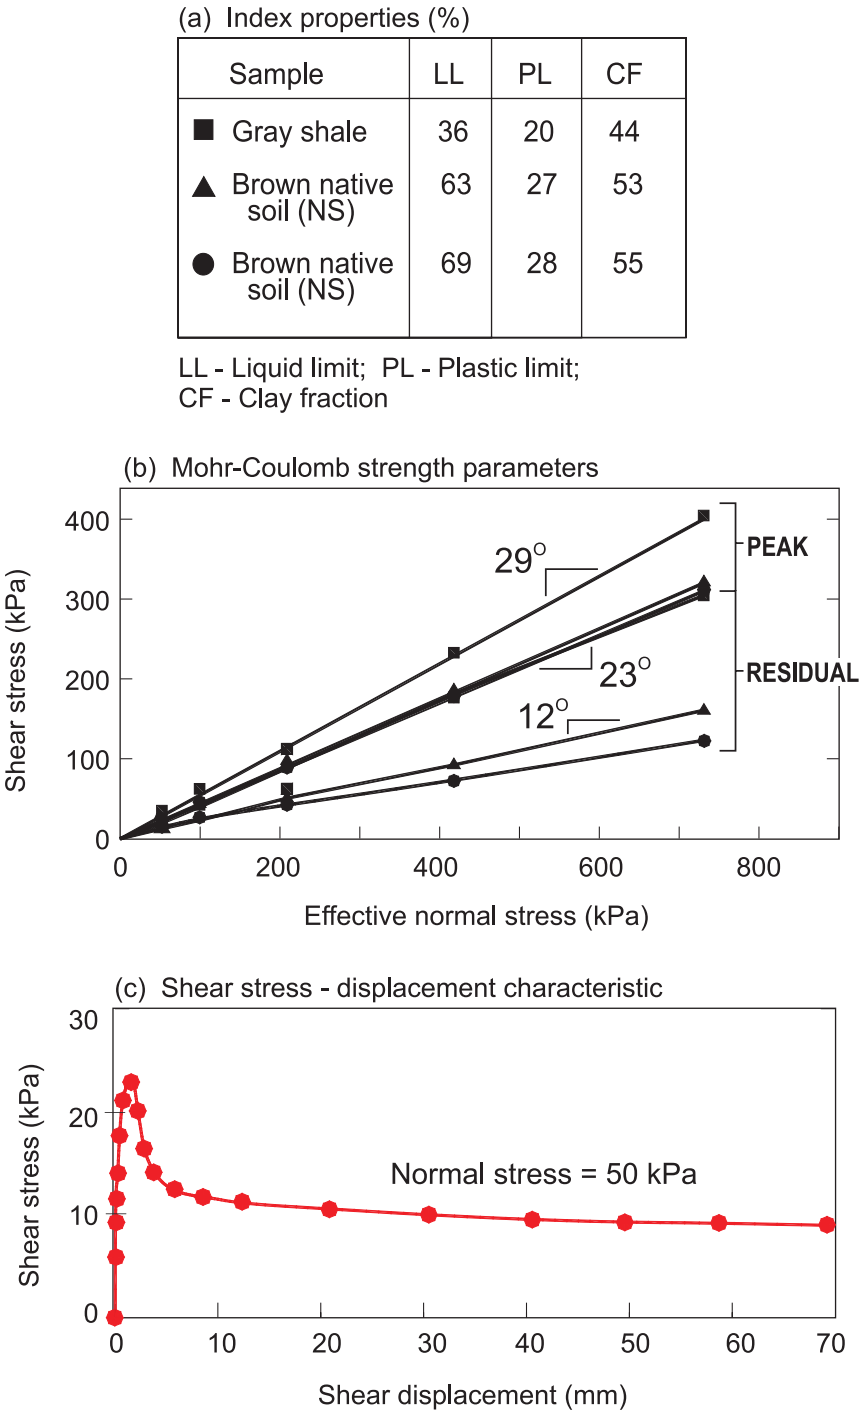 (a) Index properties (%)
Sample LL PL CF
Gray shale 36 20 44
Brown native 63 27 53
soil (NS)
Brown native 69 28 55
soil (NS)
LL - Liquid limit; PL - Plastic limit;
CF - Clay fraction
(b) Mohr-Coulomb strength parameters
400
300
200
100
0
Shear stress (kPa)
29°
23°
12°
PEAK
RESIDUAL
0 200 400 600 800
Effective normal stress (kPa)
(c) Shear stress - displacement characteristic
30
20
10
0
Shear stress (kPa)
Normal stress = 50 kPa
0 10 20 30 40 50 60 70
Shear displacement (mm)